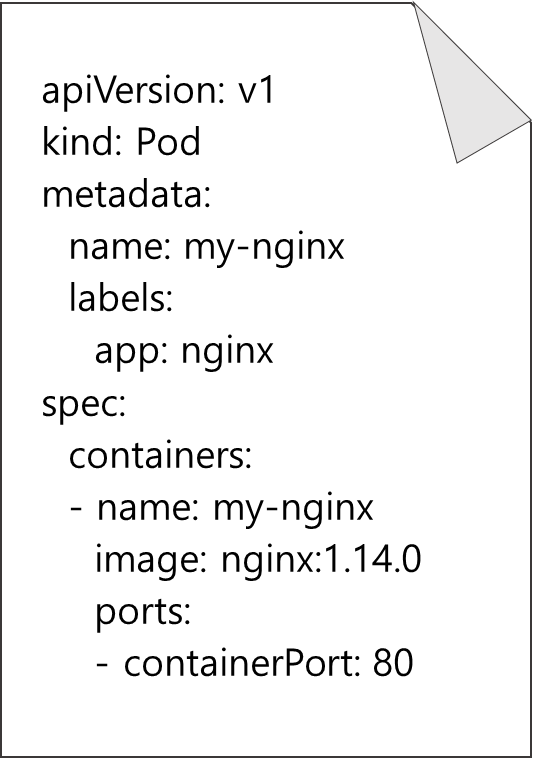 apiVersion: v1
kind: Pod
metadata:
  name: my-nginx
  labels:
    app: nginx
spec:
  containers:
  - name: my-nginx
    image: nginx:1.14.0
    ports:
    - containerPort: 80